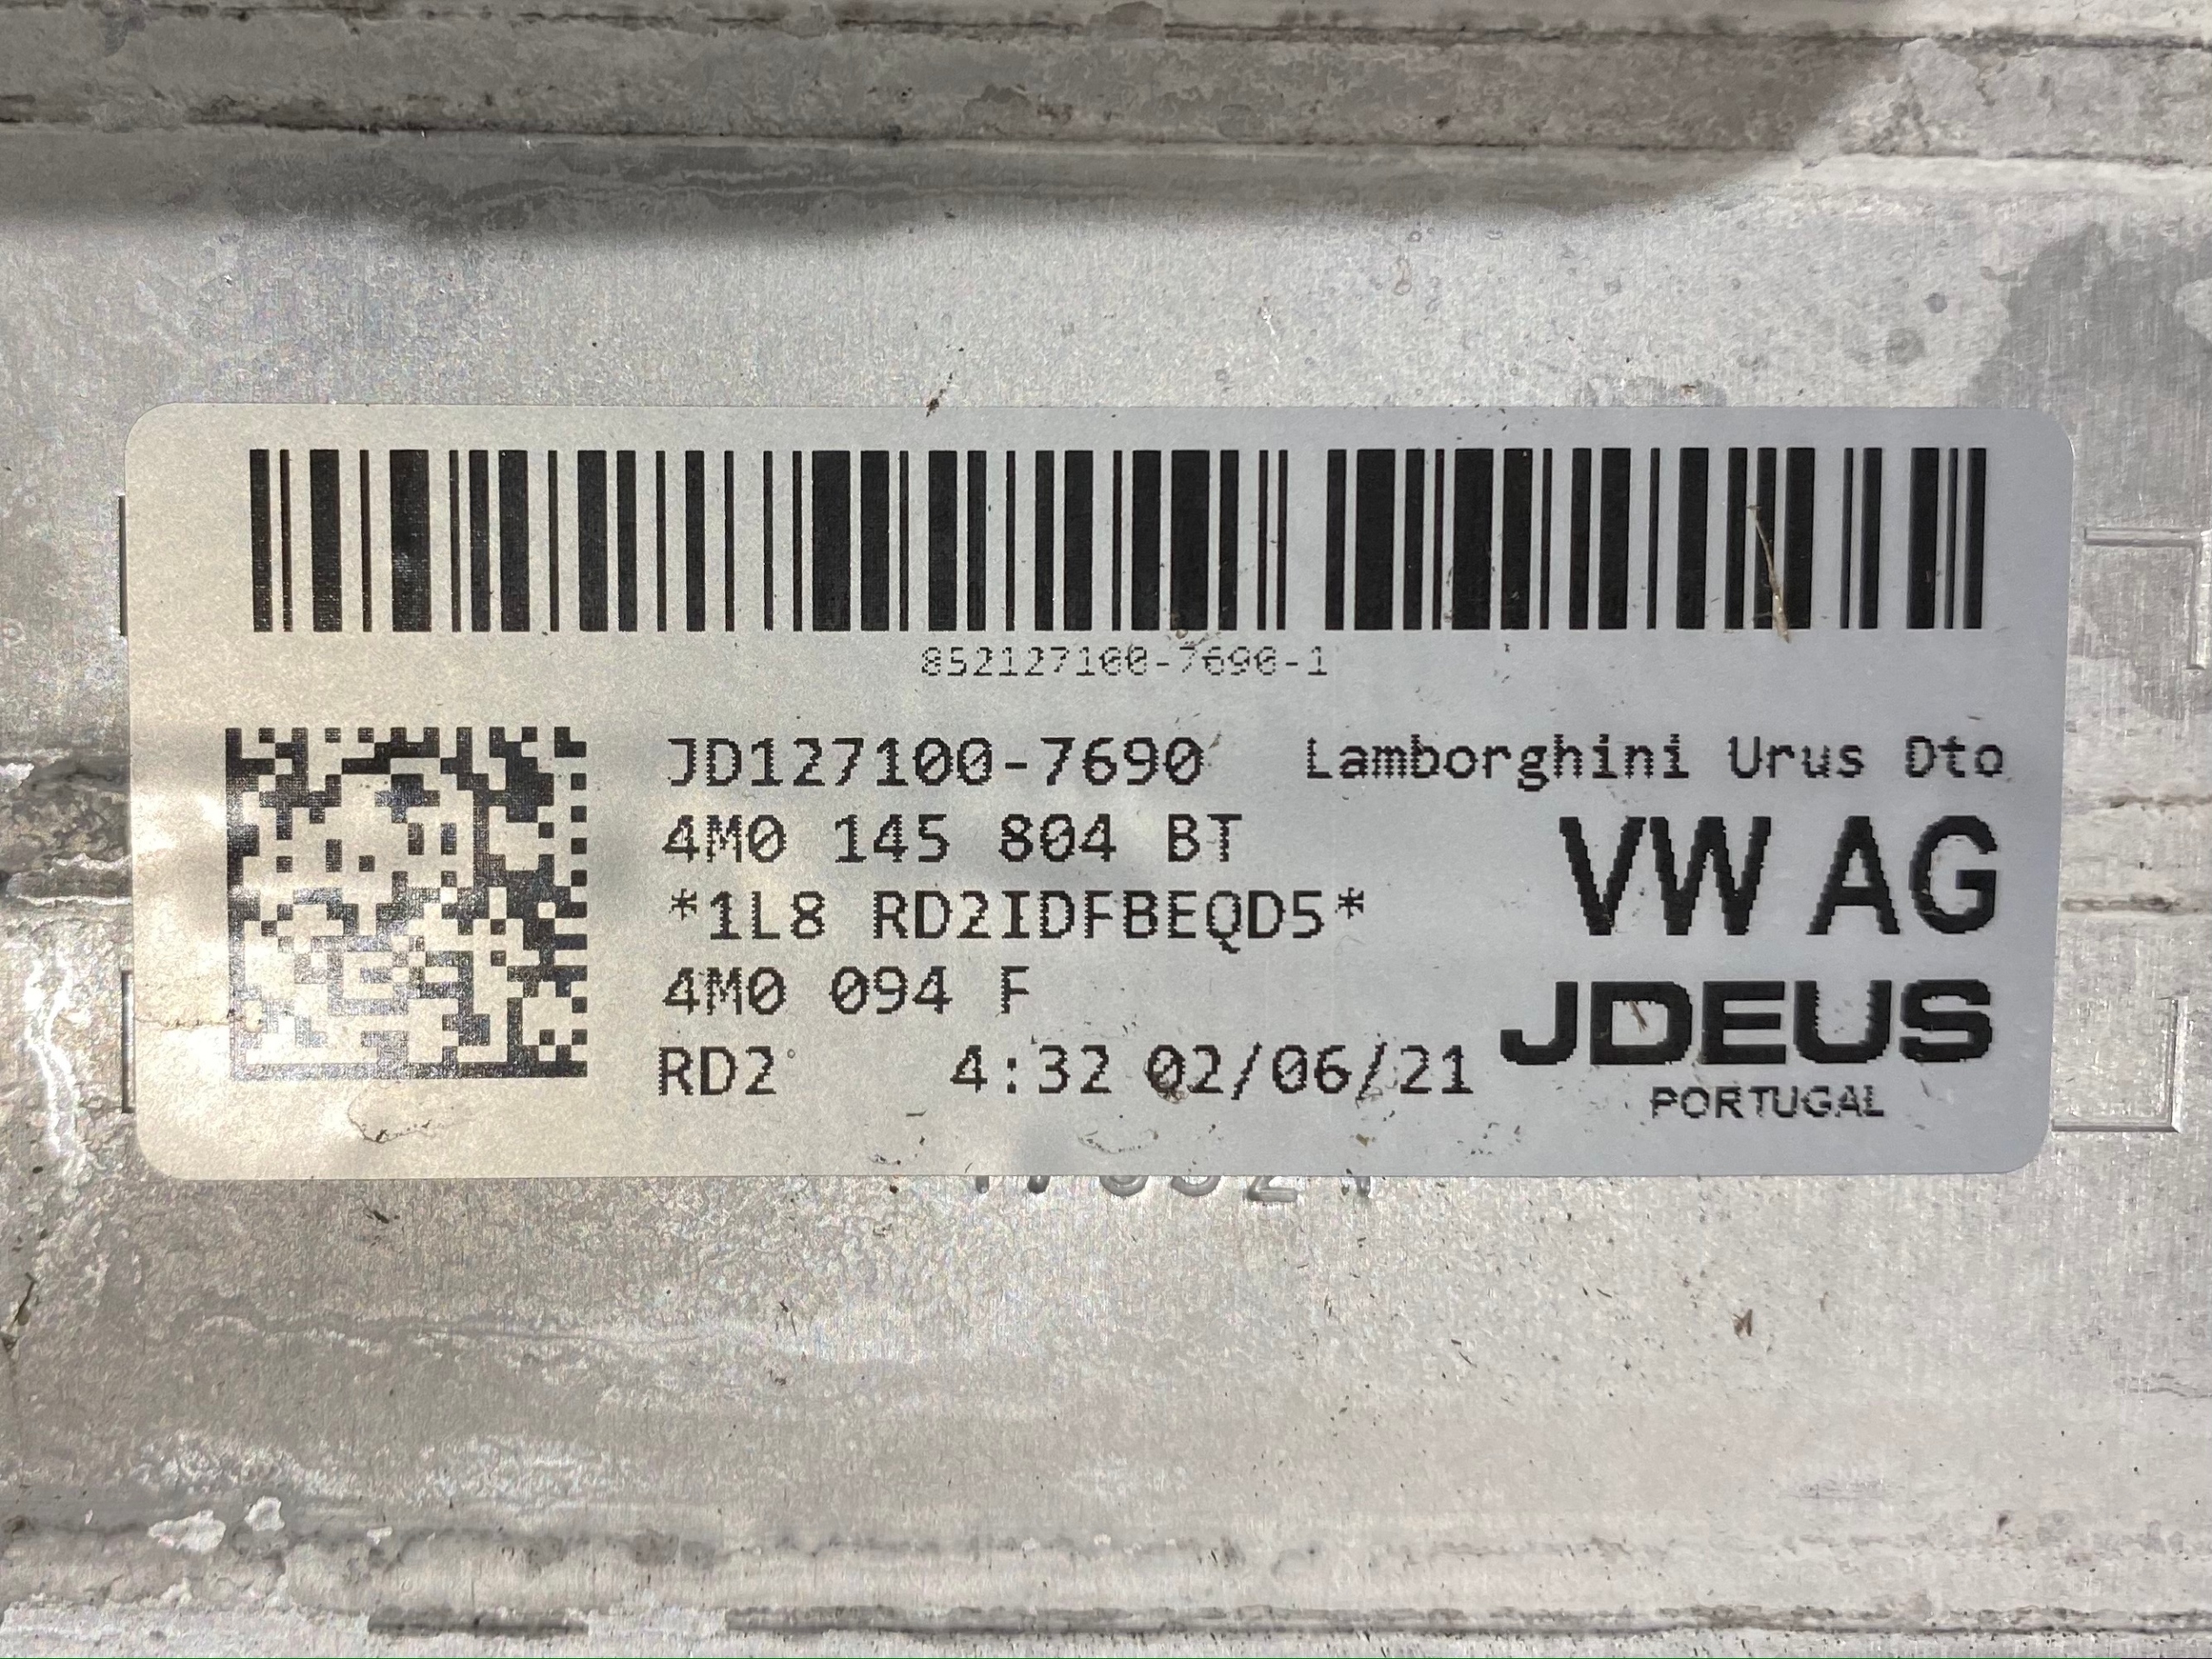 852127100-7690-1
JD127100-7690 Lamborghini Urus Dto
4M0 145 804 BT
VW AG
*1L8 RD2IDFBEQD5*
4M0 094 F
JDEUS
RD2 4:32 02/06/21
PORTUGAL